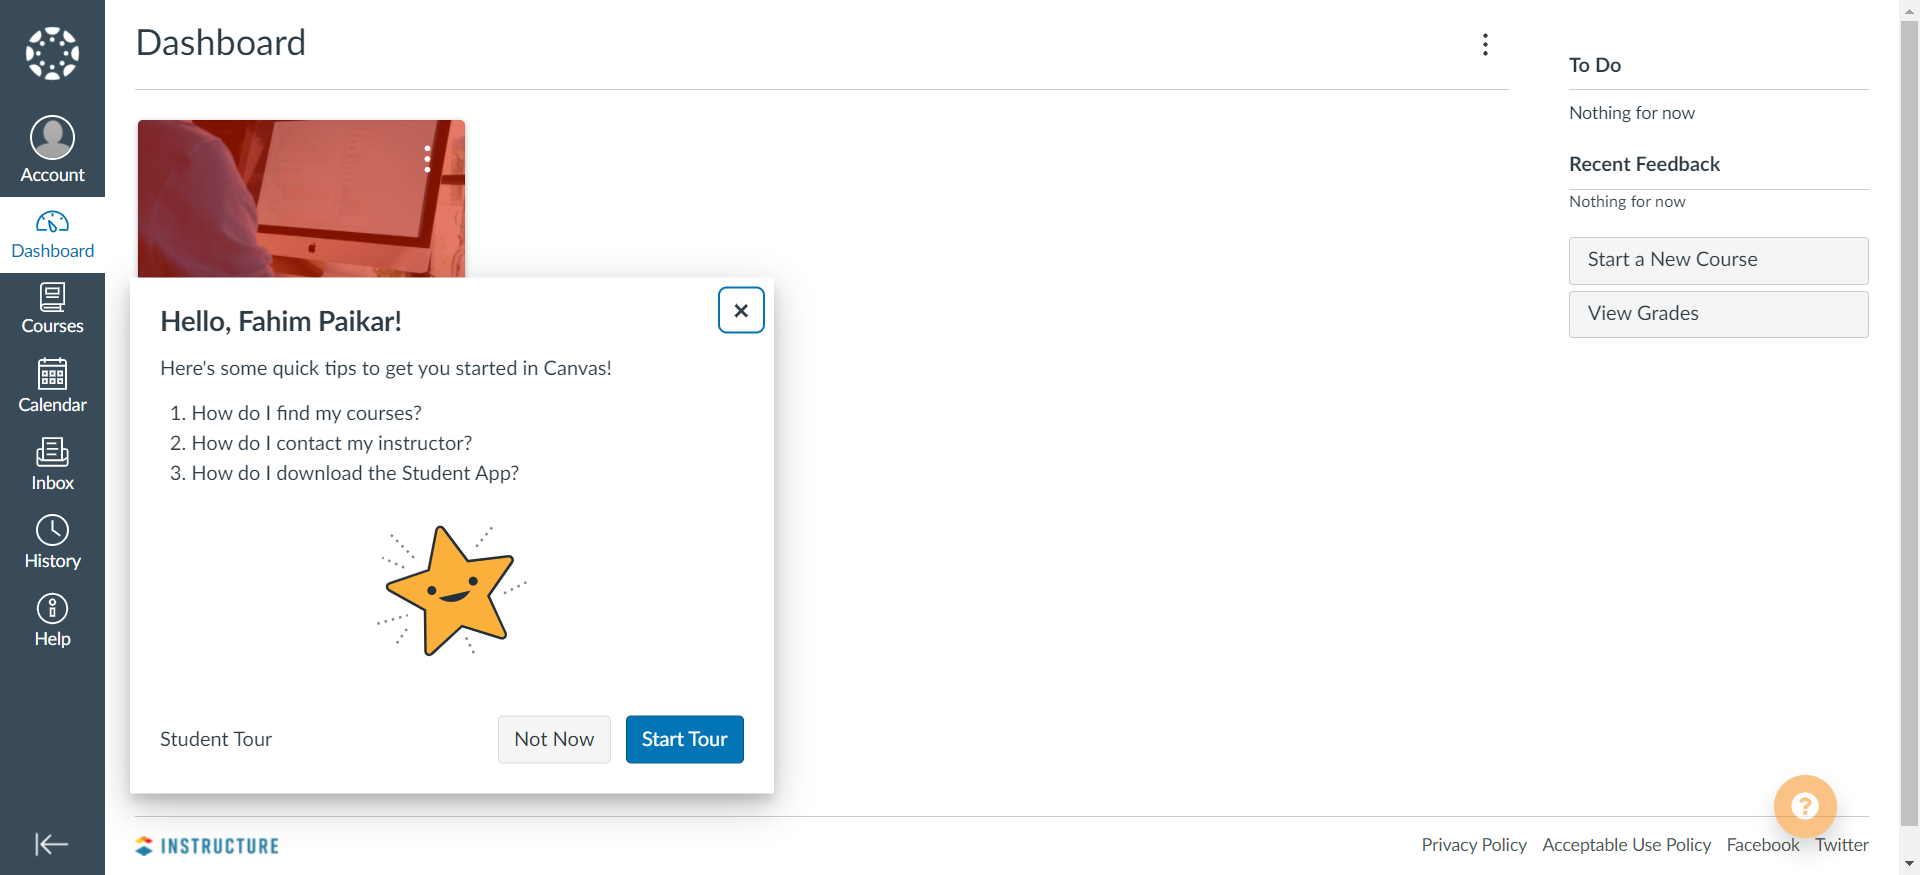 Account
Dashboard
Courses
Calendar
Inbox
History
Help
Dashboard
Hello, Fahim Paikar!
Here's some quick tips to get you started in Canvas!
1. How do I find my courses?
2. How do I contact my instructor?
3. How do I download the Student App?
Student Tour
Not Now
Start Tour
To Do
Nothing for now
Recent Feedback
Nothing for now
Start a New Course
View Grades
INSTRUCTURE
Privacy Policy Acceptable Use Policy Facebook Twitter